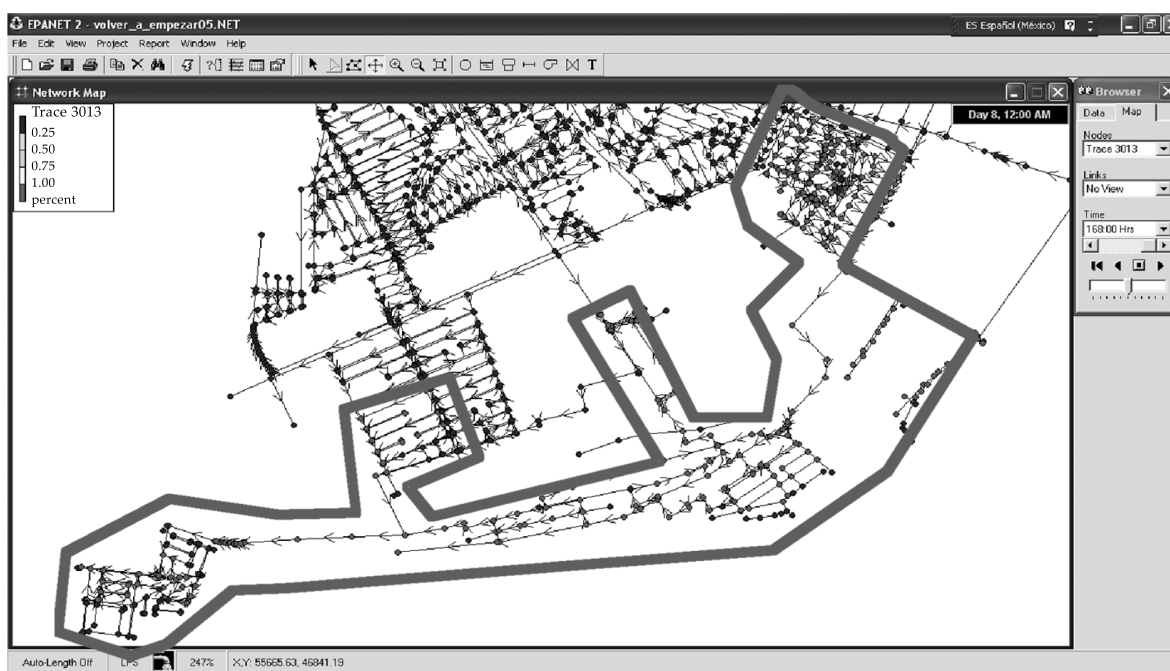 EPANET 2 - volver_a_empezar05.NET
ES Español (México)
File Edit View Project Report Window Help
T
Network Map
Browser
Trace 3013
0.25
0.50
0.75
1.00
percent
Day 8, 12:00 AM
Data Map
Nodes
Trace 3013
Links
No View
Time
168:00 Hrs
Auto-Length Off LPS 247% X,Y: 55665.63, 46841.19